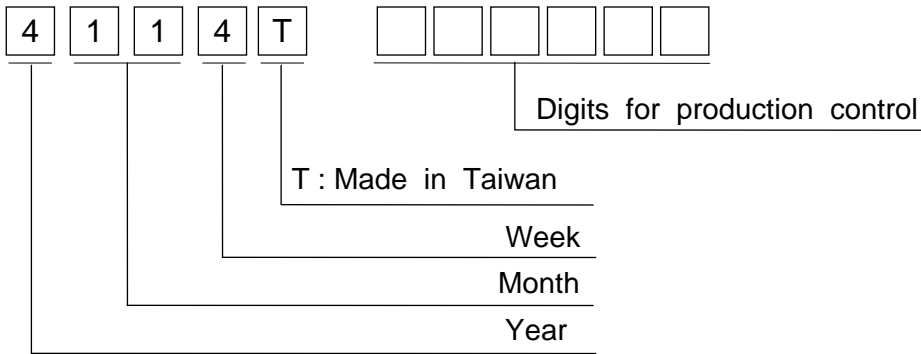 4 1 1 4 T
Digits for production control
T : Made in Taiwan
Week
Month
Year